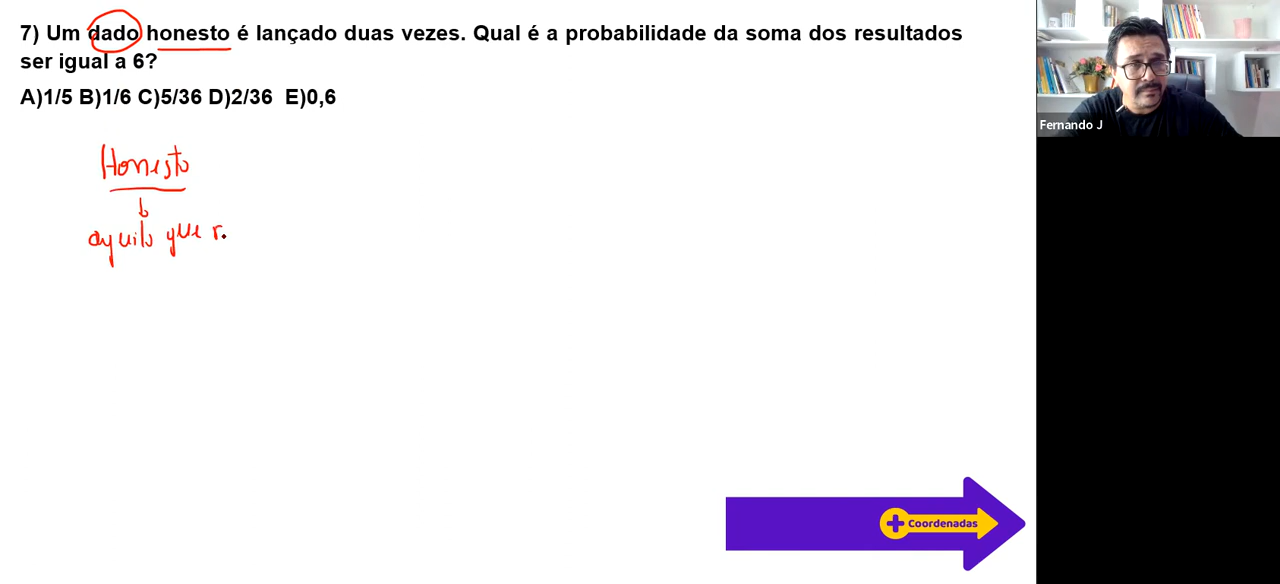 7) Um dado honesto é lançado duas vezes. Qual é a probabilidade da soma dos resultados
ser igual a 6?
A)1/5 B)1/6 C)5/36 D)2/36 E)0,6
Honesto
aquilo que
Fernando J
+ Coordenadas